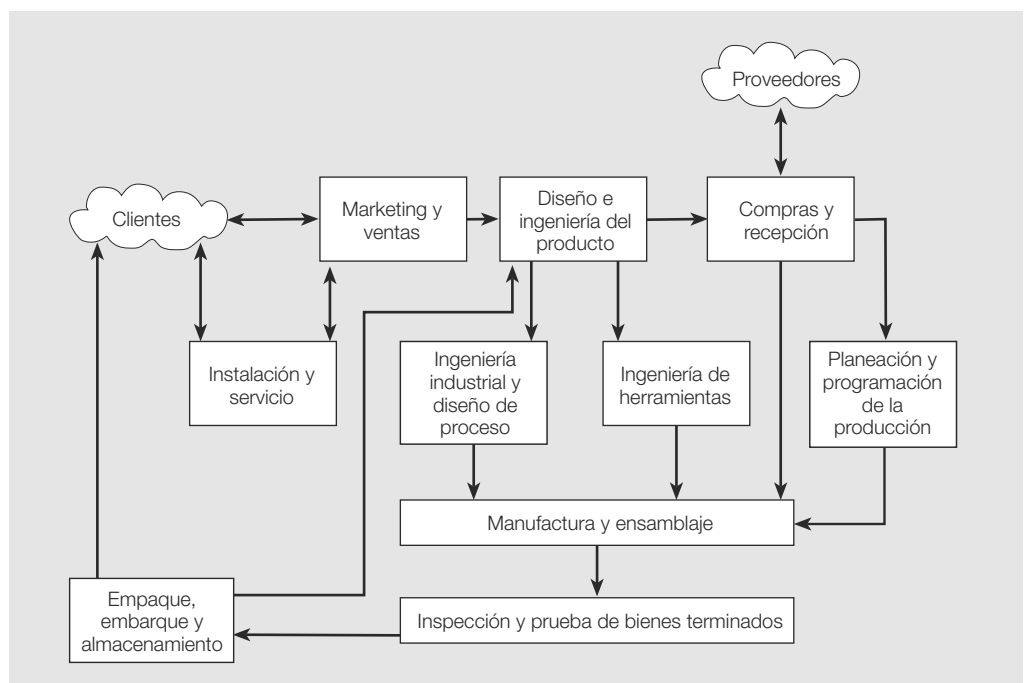 Proveedores
Clientes
Marketing y
ventas
Diseño e
ingeniería del
producto
Compras y
recepción
Instalación y
servicio
Ingeniería
industrial y
diseño de
proceso
Ingeniería de
herramientas
Planeación y
programación
de la
producción
Manufactura y ensamblaje
Empaque,
embarque y
almacenamiento
Inspección y prueba de bienes terminados